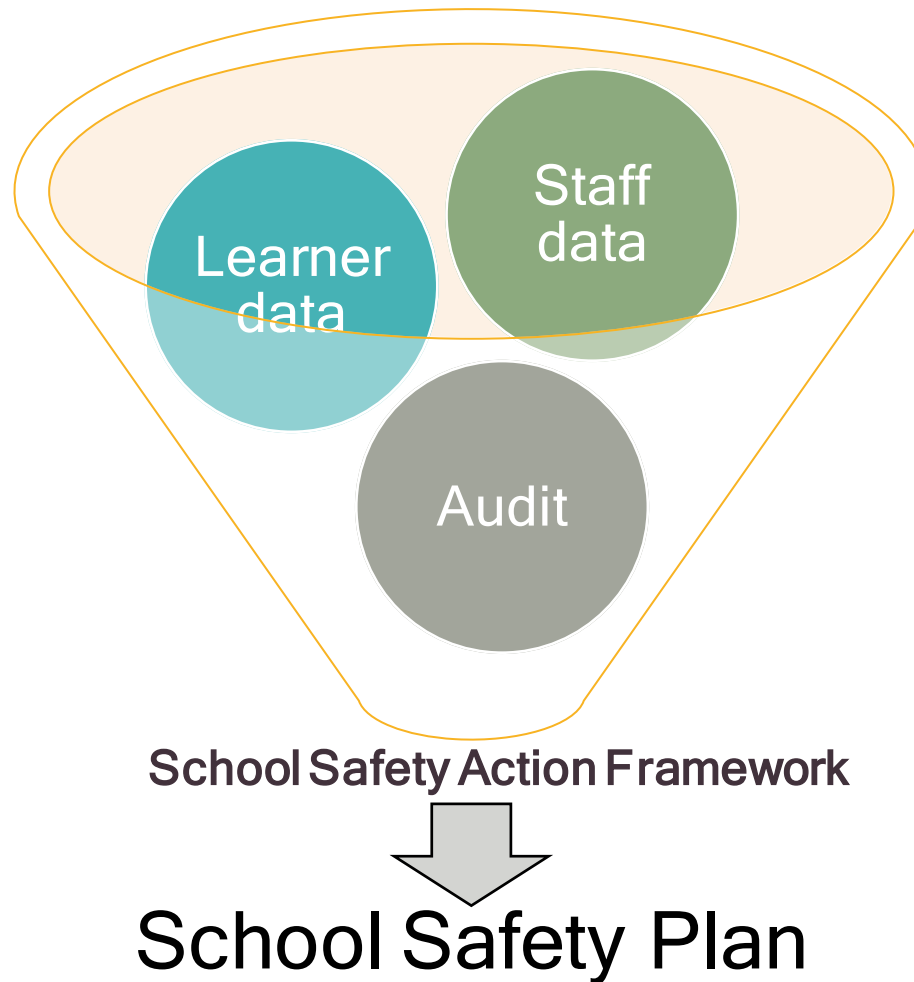 Staff
data
Learner
data
Audit
School Safety Action Framework
School Safety Plan